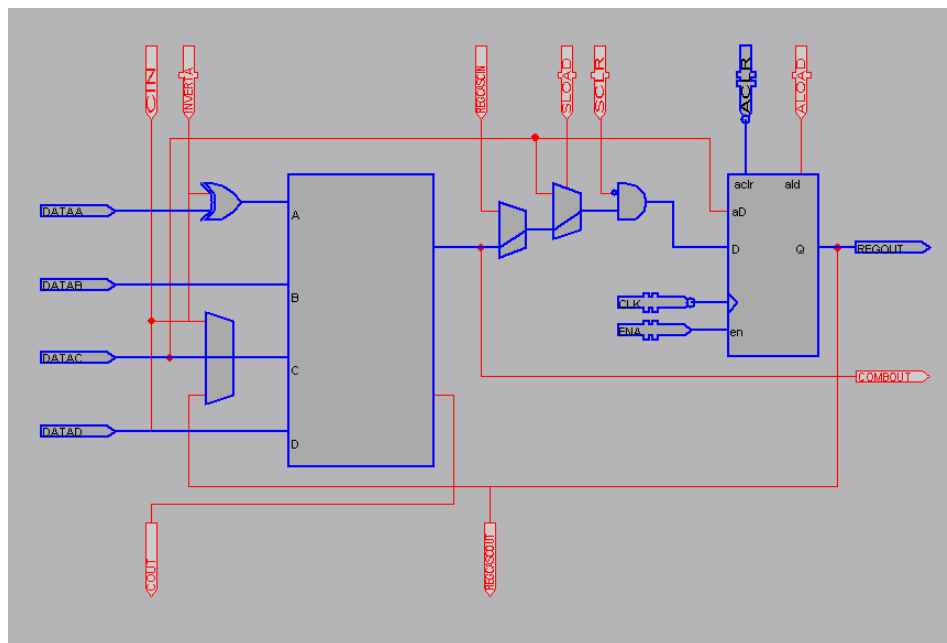 CIN
INVERTA
REGCASCIN
SLOAD
SCLR
ACLR
ALOAD
aclr
ald
DATAA
A
aD
DATAB
B
D
Q
REGOUT
CLK
ENA
en
DATAC
C
COMBOUT
DATAD
D
COUT
REGCASCOUT